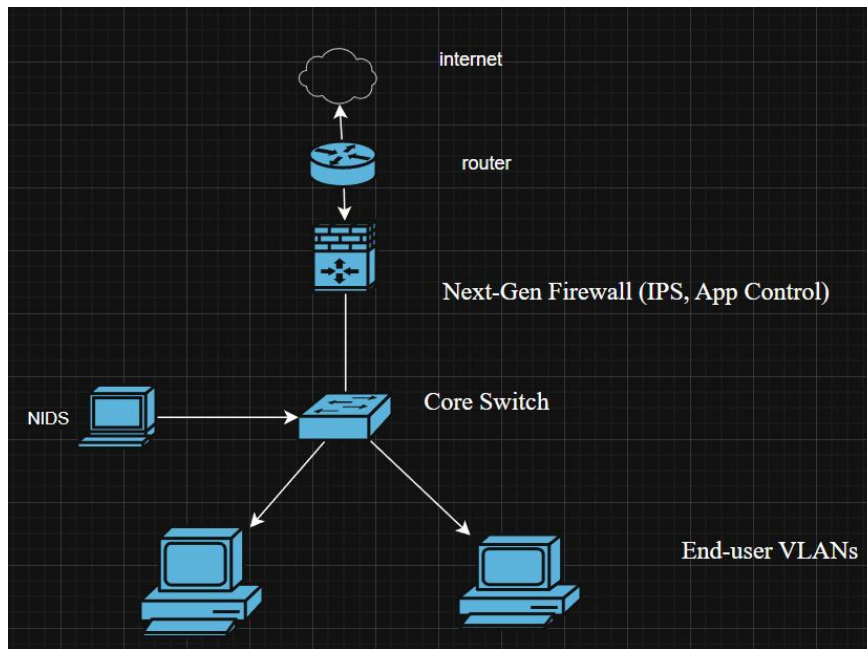 internet
router
Next-Gen Firewall (IPS, App Control)
Core Switch
NIDS
End-user VLANs